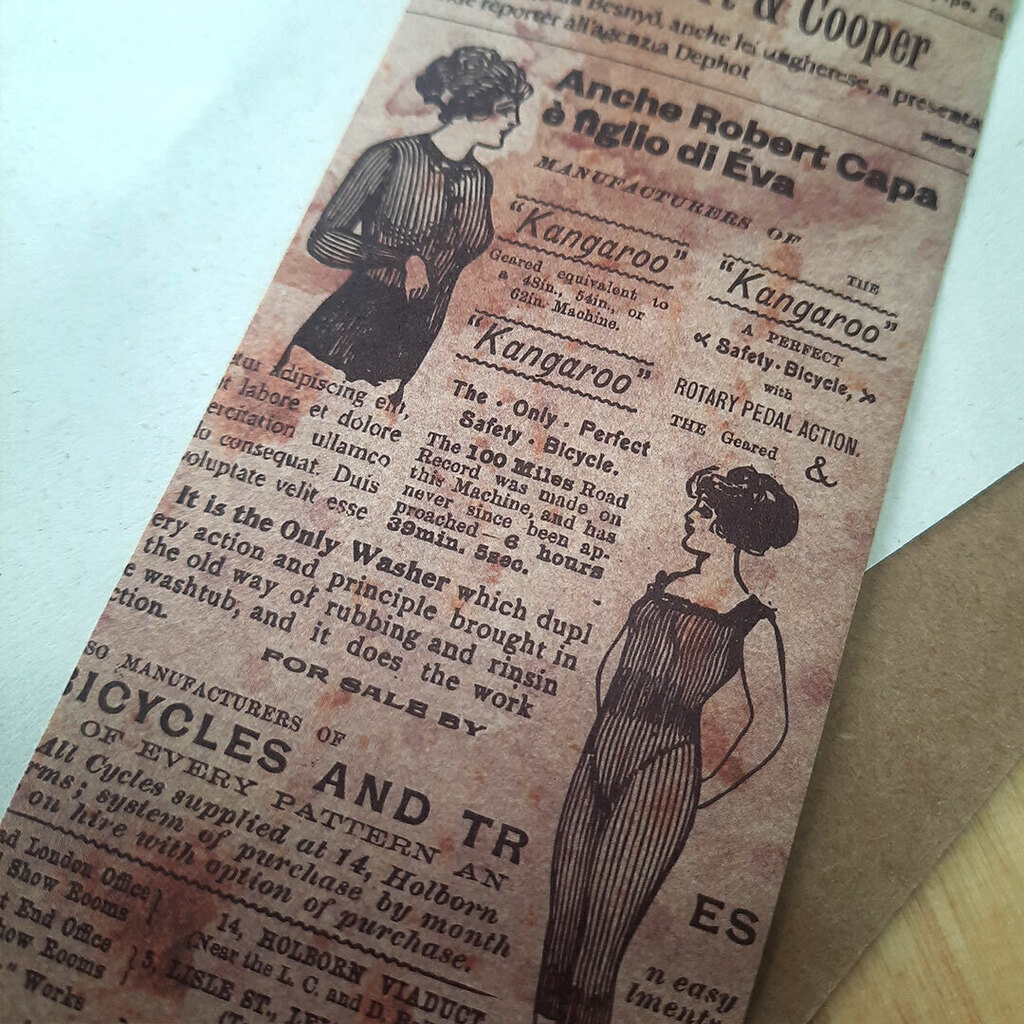 & Cooper
Besnyő, anche lei ungherese, a presenta
reporter all'agenzia Dephot
Anche Robert Capa
è figlio di Éva
MANUFACTURERS OF
"Kangaroo"
Geared equivalent to
a 48in., 54in., or
62in. Machine.
THE
"Kangaroo"
A PERFECT
« Safety-Bicycle, »
with
ROTARY PEDAL ACTION.
THE Geared &
"Kangaroo"
The · Only · Perfect
Safety · Bicycle.
The 100 Miles Road
Record was made on
this Machine, and has
never since been ap-
proached—6 hours
39min. 5sec.
adipiscing elit,
labore et dolore
ercitation ullamco
consequat. Duis
voluptate velit esse
It is the Only Washer which dupl
ery action and principle brought in
the old way of rubbing and rinsin
e washtub, and it does the work
ction.
FOR SALE BY
SO MANUFACTURERS OF
BICYCLES AND TR
OF EVERY PATTERN AN
All Cycles supplied at 14, Holborn
rms; system of purchase by month
on hire with option of purchase.
London Office
Show Rooms
14, HOLBORN VIADUCT
(Near the L. C. and D.
End Office
Rooms
5, LISLE ST.,
Works
ES
n easy
lment